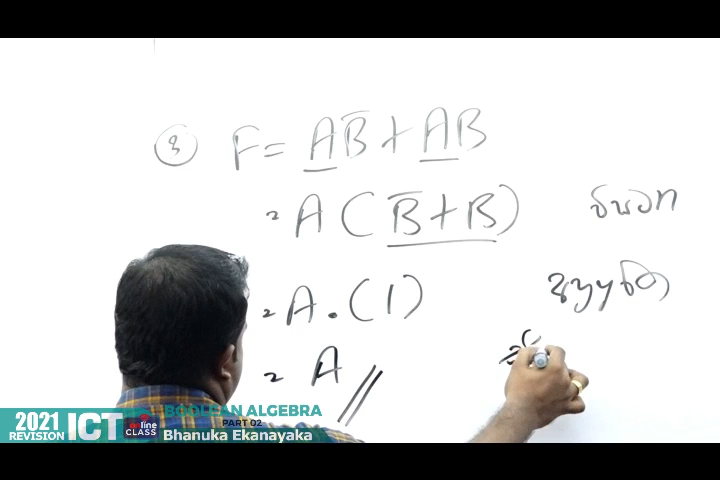 ③ F = AB̅ + AB
= A ( B̅ + B )
= A . ( 1 )
= A //
2021
REVISION ICT
online
CLASS
BOOLEAN ALGEBRA
PART 02
Bhanuka Ekanayaka